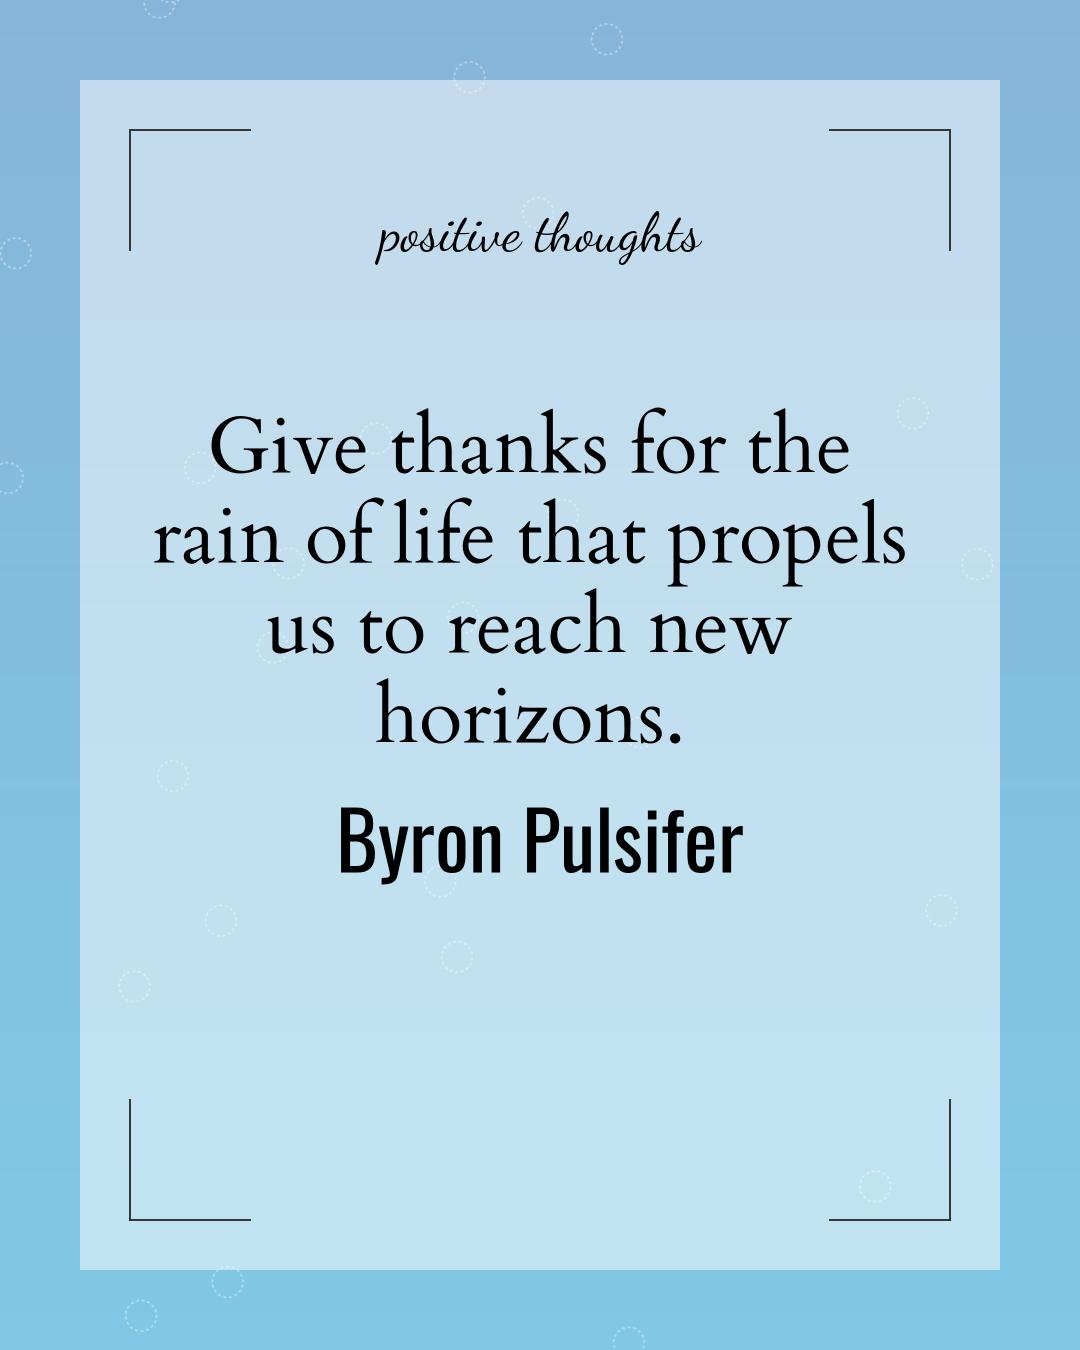 positive thoughts
Give thanks for the
rain of life that propels
us to reach new
horizons.
Byron Pulsifer